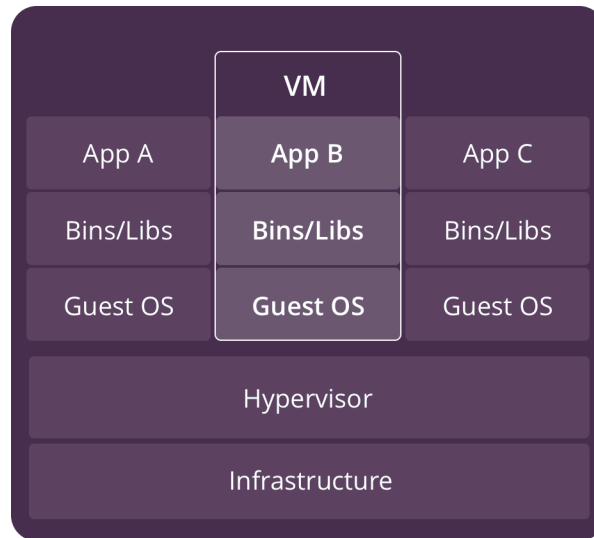 VM
App A
App B
App C
Bins/Libs
Bins/Libs
Bins/Libs
Guest OS
Guest OS
Guest OS
Hypervisor
Infrastructure